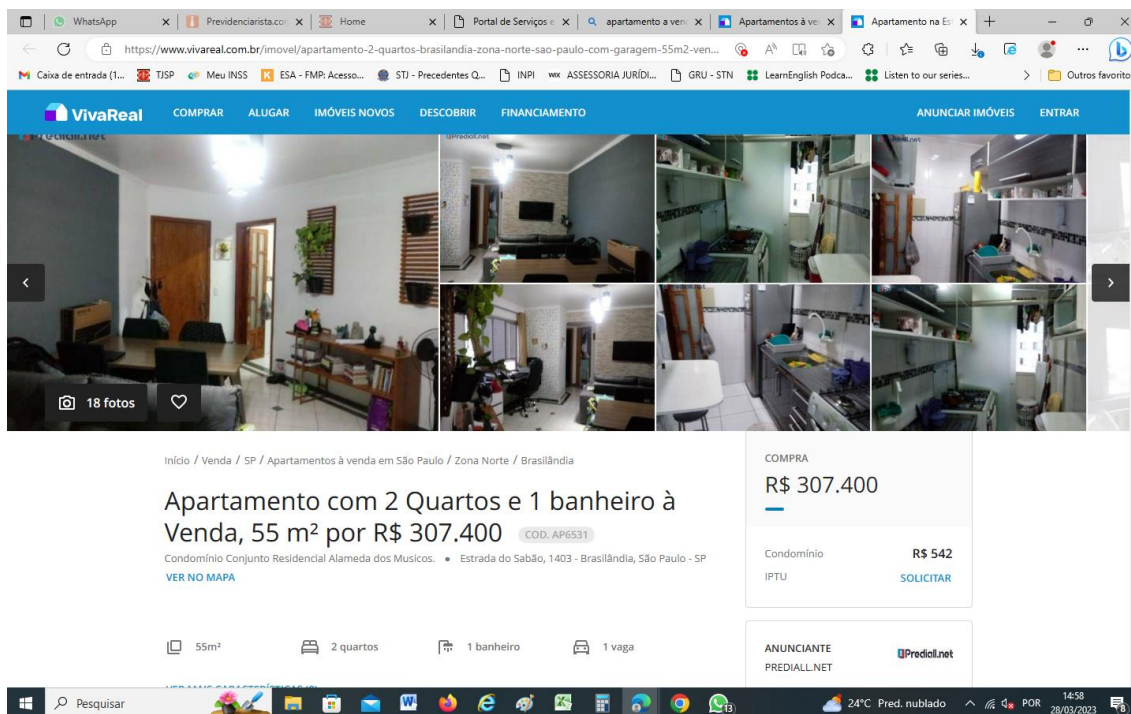 WhatsApp
Previdenciarista.com
Home
Portal de Serviços e
apartamento a ven
Apartamentos à ve
Apartamento na Es
https://www.vivareal.com.br/imovel/apartamento-2-quartos-brasilandia-zona-norte-sao-paulo-com-garagem-55m2-ven...
Caixa de entrada (1...
TJSP
Meu INSS
ESA - FMP: Acesso...
STJ - Precedentes Q...
INPI
WIX ASSESSORIA JURÍDI...
GRU - STN
LearnEnglish Podca...
Listen to our series...
Outros favorito
VivaReal
COMPRAR
ALUGAR
IMÓVEIS NOVOS
DESCOBRIR
FINANCIAMENTO
ANUNCIAR IMÓVEIS
ENTRAR
18 fotos
Início / Venda / SP / Apartamentos à venda em São Paulo / Zona Norte / Brasilândia
Apartamento com 2 Quartos e 1 banheiro à
Venda, 55 m² por R$ 307.400 COD. AP6531
Condomínio Conjunto Residencial Alameda dos Musicos. • Estrada do Sabão, 1403 - Brasilândia, São Paulo - SP
VER NO MAPA
55m²
2 quartos
1 banheiro
1 vaga
COMPRA
R$ 307.400
Condomínio R$ 542
IPTU SOLICITAR
ANUNCIANTE
PREDIALL.NET
Prediall.net
Pesquisar
13
24°C Pred. nublado
POR
14:58
28/03/2023
8